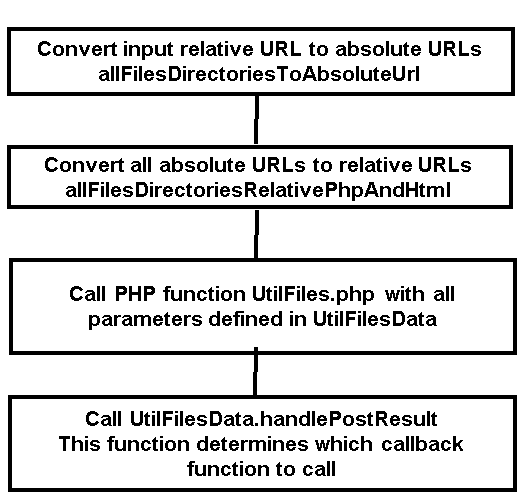 Convert input relative URL to absolute URLs
allFilesDirectoriesToAbsoluteUrl
Convert all absolute URLs to relative URLs
allFilesDirectoriesRelativePhpAndHtml
Call PHP function UtilFiles.php with all
parameters defined in UtilFilesData
Call UtilFilesData.handlePostResult
This function determines which callback
function to call